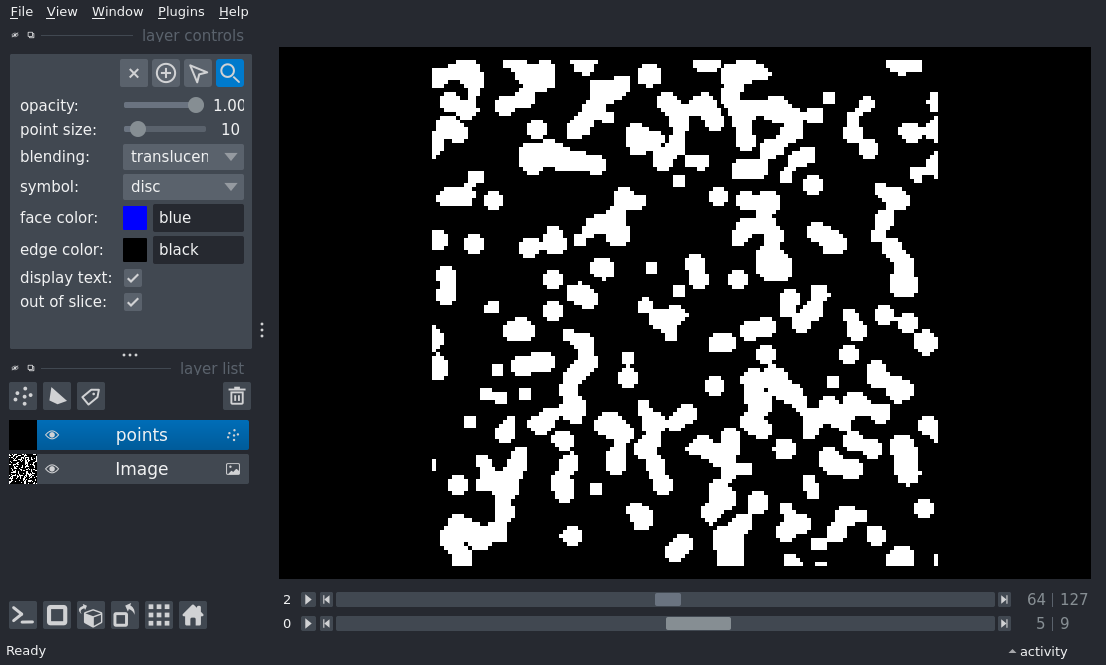 File View Window Plugins Help
layer controls
opacity: 1.00
point size: 10
blending: translucen
symbol: disc
face color: blue
edge color: black
display text:
out of slice:
layer list
points
Image
2 64 | 127
0 5 | 9
Ready activity